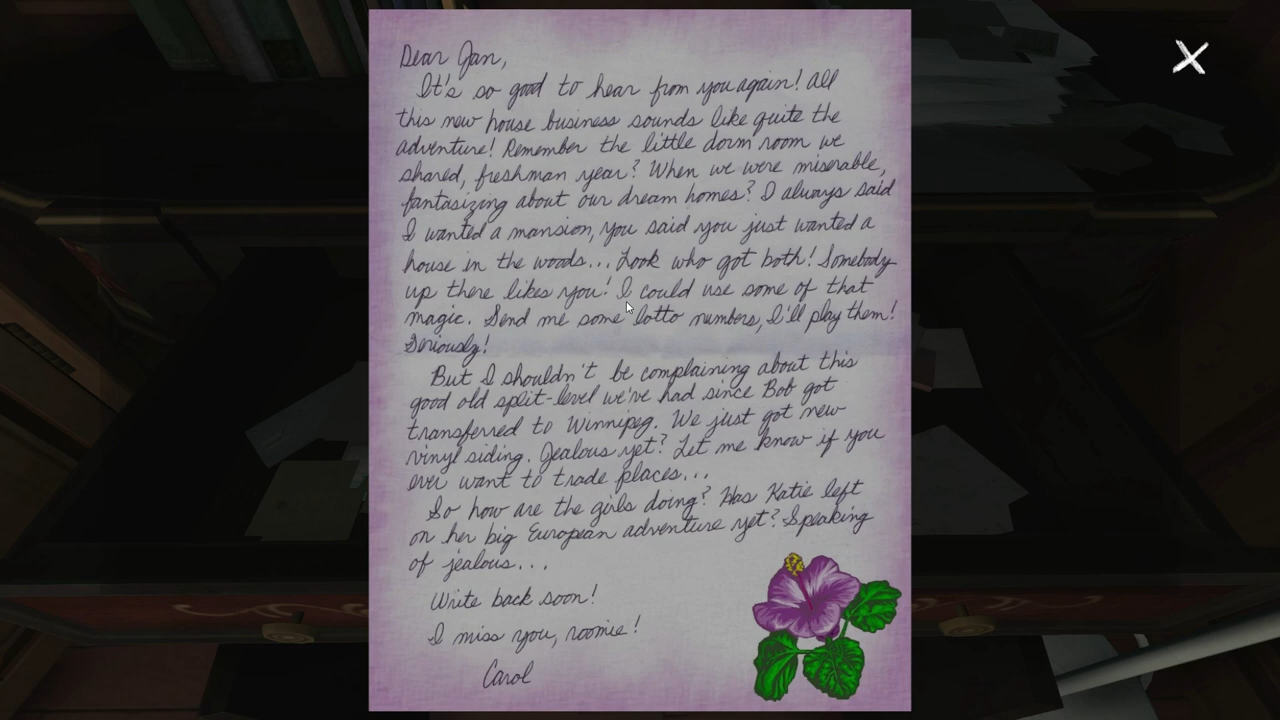 Dear Jan,
It's so good to hear from you again! All
this new house business sounds like quite the
adventure! Remember the little dorm room we
shared, freshman year? When we were miserable,
fantasizing about our dream homes? I always said
I wanted a mansion, you said you just wanted a
house in the woods... Look who got both! Somebody
up there likes you! I could use some of that
magic. Send me some lotto numbers, I'll play them!
Seriously!
But I shouldn't be complaining about this
good old split-level we've had since Bob got
transferred to Winnipeg. We just got new
vinyl siding. Jealous yet? Let me know if you
ever want to trade places...
So how are the girls doing? Has Katie left
on her big European adventure yet? Speaking
of jealous...
Write back soon!
I miss you, roomie!
Carol